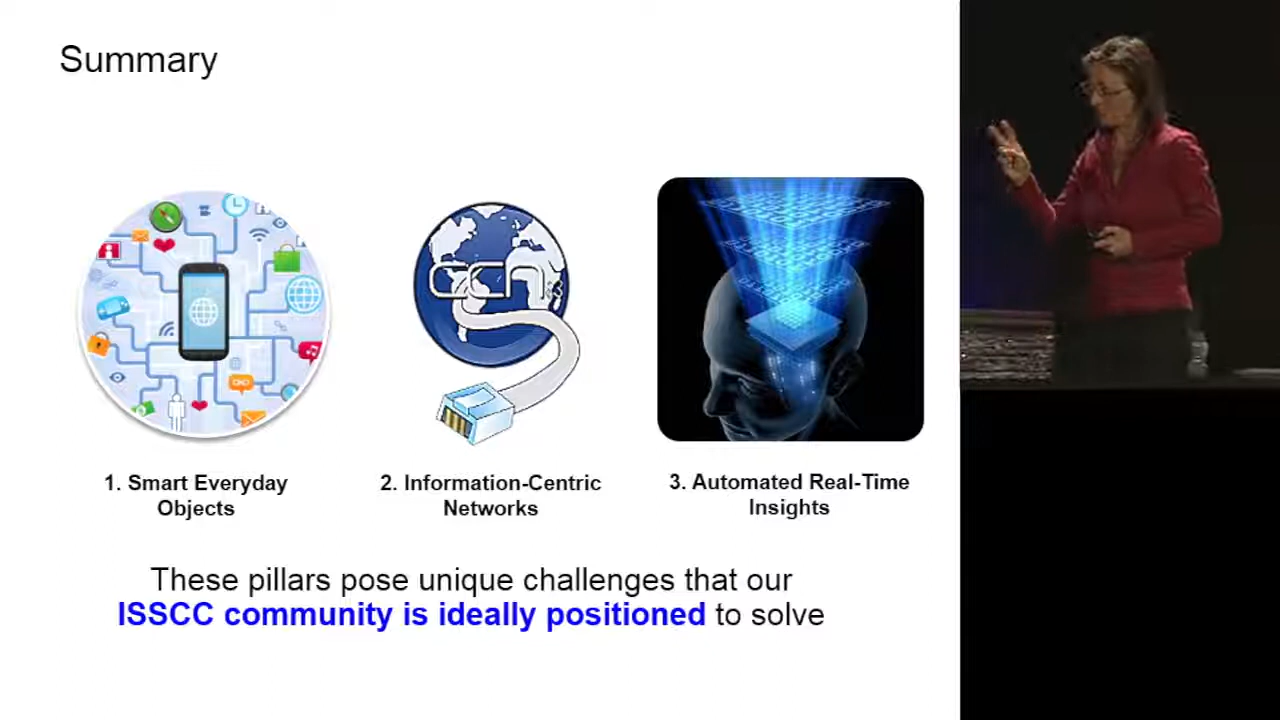 Summary
ccn
1. Smart Everyday
Objects
2. Information-Centric
Networks
3. Automated Real-Time
Insights
These pillars pose unique challenges that our
ISSCC community is ideally positioned to solve